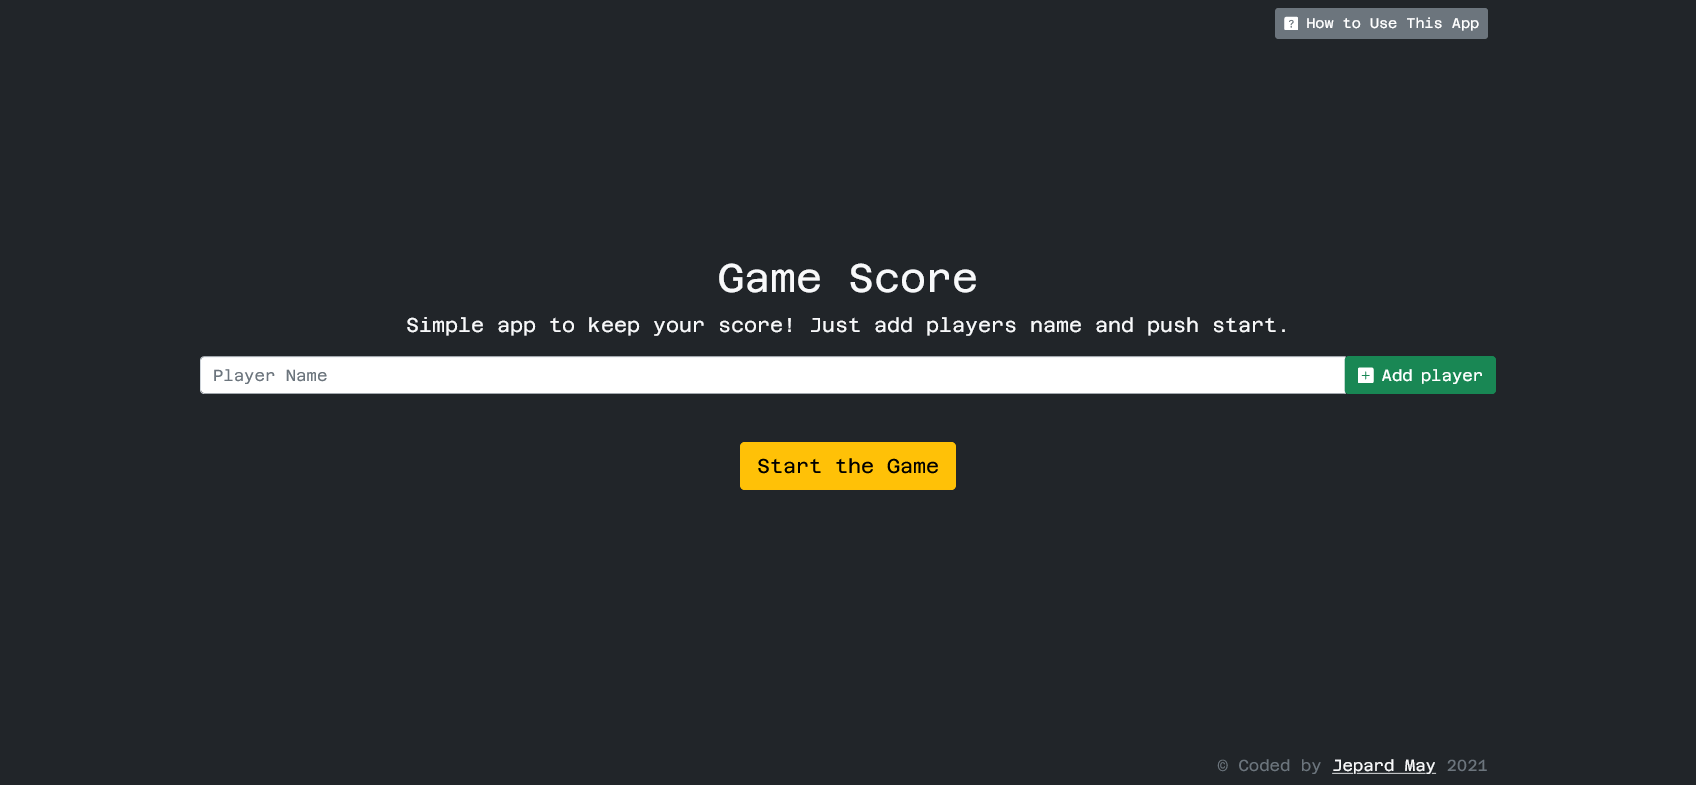 How to Use This App
Game Score
Simple app to keep your score! Just add players name and push start.
Player Name
Add player
Start the Game
© Coded by Jepard May 2021